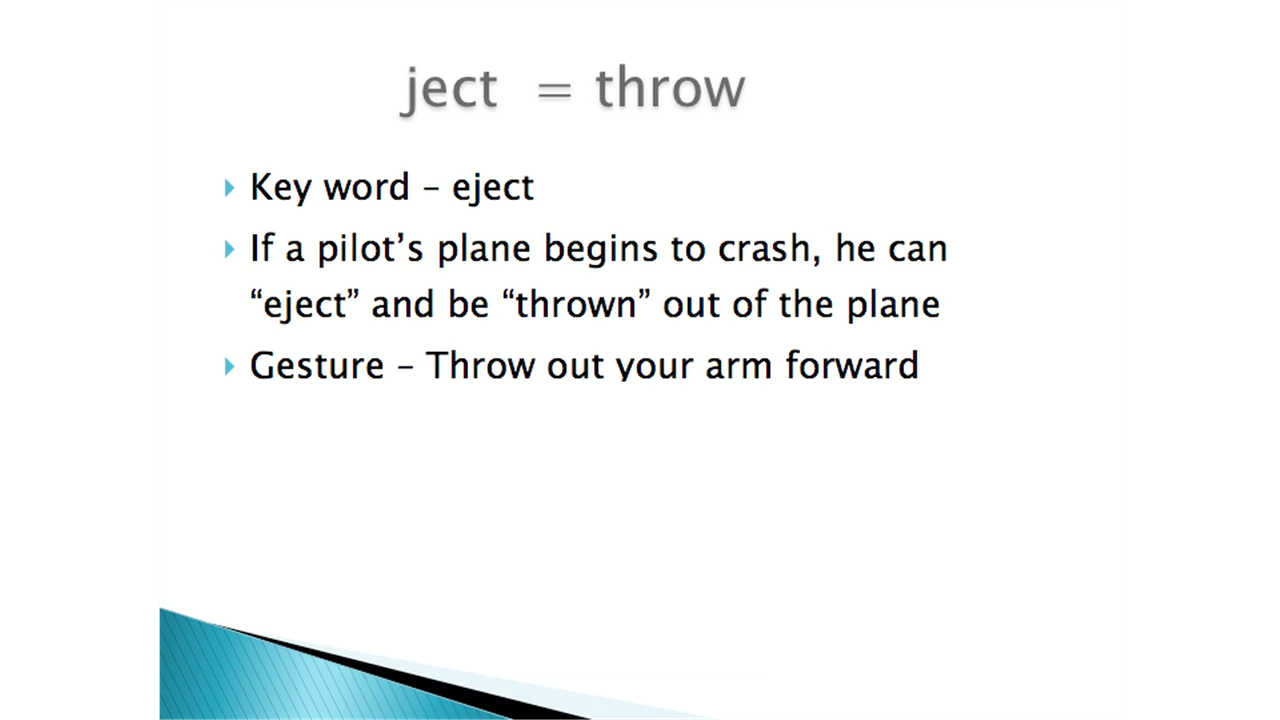 ject = throw
Key word – eject
If a pilot’s plane begins to crash, he can
“eject” and be “thrown” out of the plane
Gesture – Throw out your arm forward